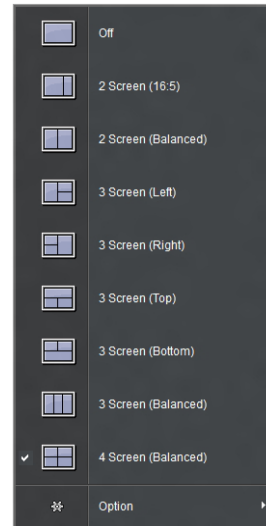 Off
2 Screen (16:5)
2 Screen (Balanced)
3 Screen (Left)
3 Screen (Right)
3 Screen (Top)
3 Screen (Bottom)
3 Screen (Balanced)
4 Screen (Balanced)
Option